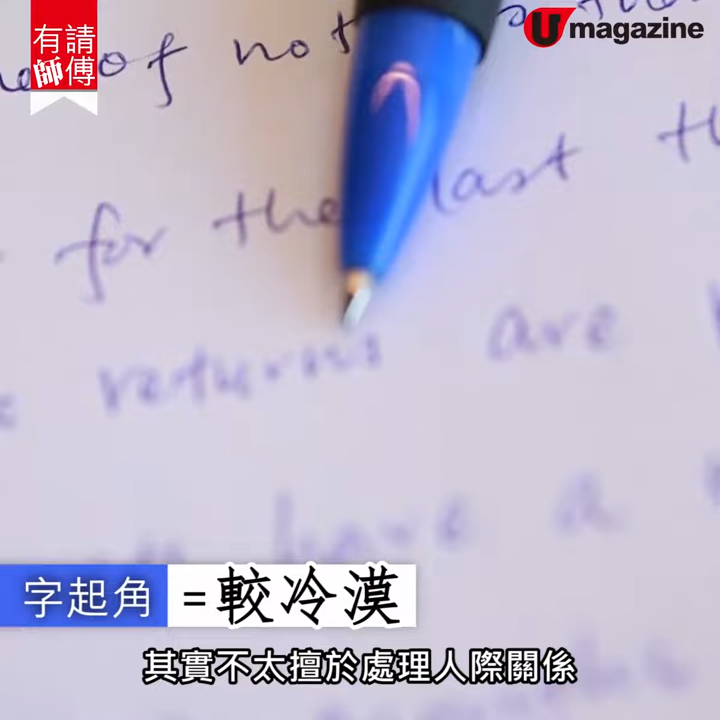 有請
師傅
U magazine
of not
for the last
returns are
have a
字起角 =較冷漠
其實不太擅於處理人際關係